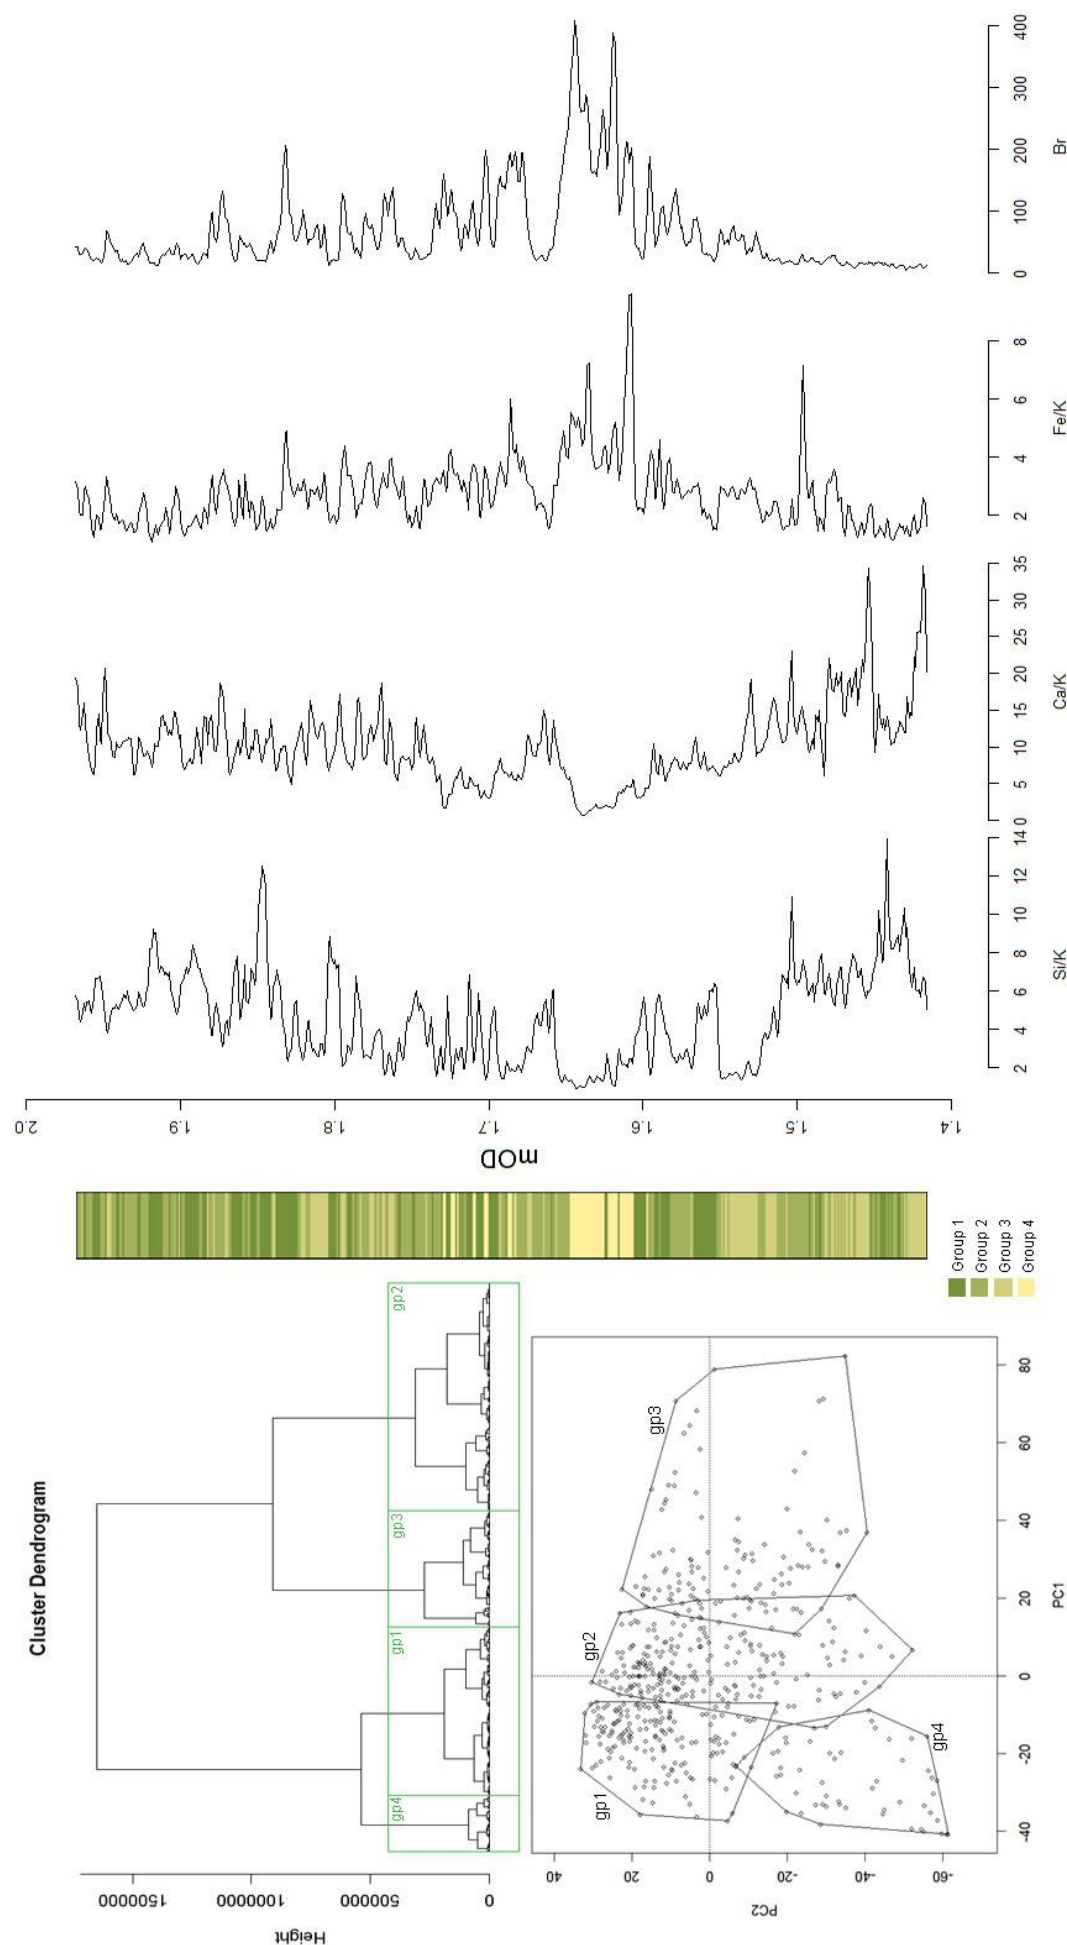 Cluster Dendrogram
Height
0
500000
1000000
1500000
gp4
gp1
gp3
gp2
PC2
40
20
0
-20
-40
-60
gp1
gp2
gp3
gp4
-40
-20
0
20
40
60
80
PC1
Group 1
Group 2
Group 3
Group 4
mOD
2.0
1.9
1.8
1.7
1.6
1.5
1.4
2
4
6
8
10
12
14
Si/K
0
5
10
15
20
25
30
35
Ca/K
2
4
6
8
Fe/K
0
100
200
300
400
Br